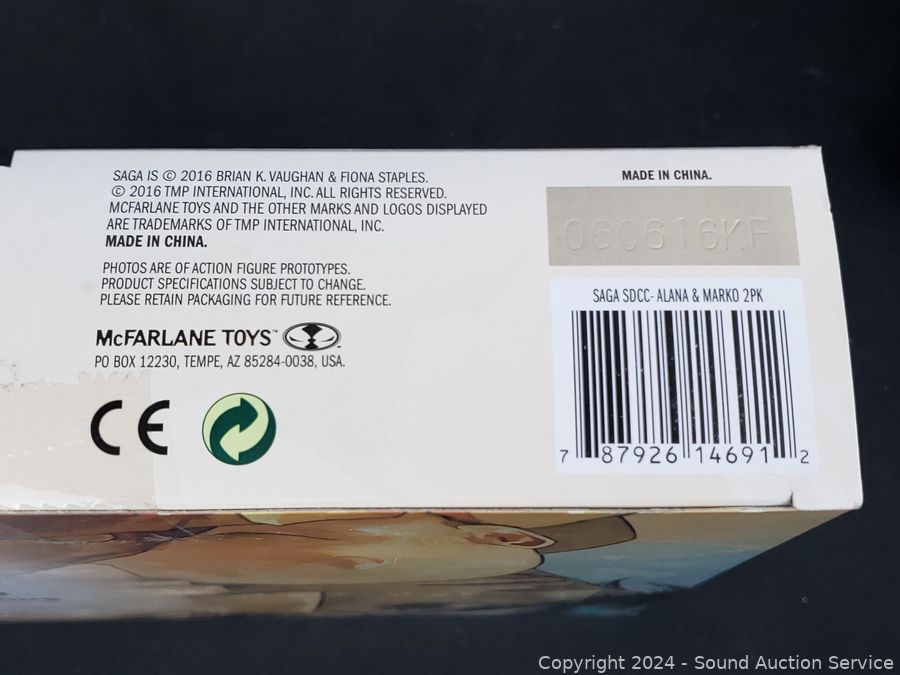 SAGA IS © 2016 BRIAN K. VAUGHAN & FIONA STAPLES.
© 2016 TMP INTERNATIONAL, INC. ALL RIGHTS RESERVED.
MCFARLANE TOYS AND THE OTHER MARKS AND LOGOS DISPLAYED
ARE TRADEMARKS OF TMP INTERNATIONAL, INC.
MADE IN CHINA.
PHOTOS ARE OF ACTION FIGURE PROTOTYPES.
PRODUCT SPECIFICATIONS SUBJECT TO CHANGE.
PLEASE RETAIN PACKAGING FOR FUTURE REFERENCE.
McFARLANE TOYS™
PO BOX 12230, TEMPE, AZ 85284-0038, USA.
CE
MADE IN CHINA.
060616KF
SAGA SDCC- ALANA & MARKO 2PK
7 87926 14691 2
Copyright 2024 - Sound Auction Service